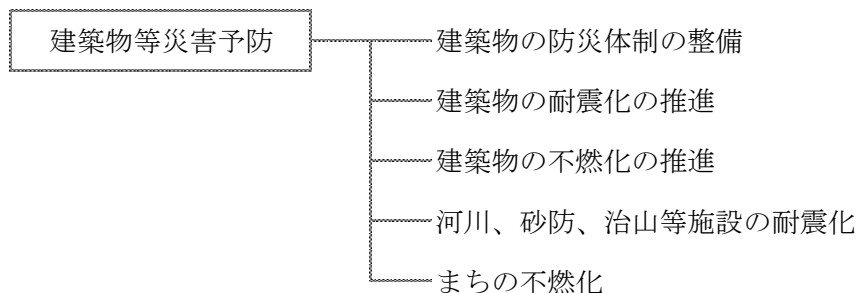 建築物等災害予防
建築物の防災体制の整備
建築物の耐震化の推進
建築物の不燃化の推進
河川、砂防、治山等施設の耐震化
まちの不燃化